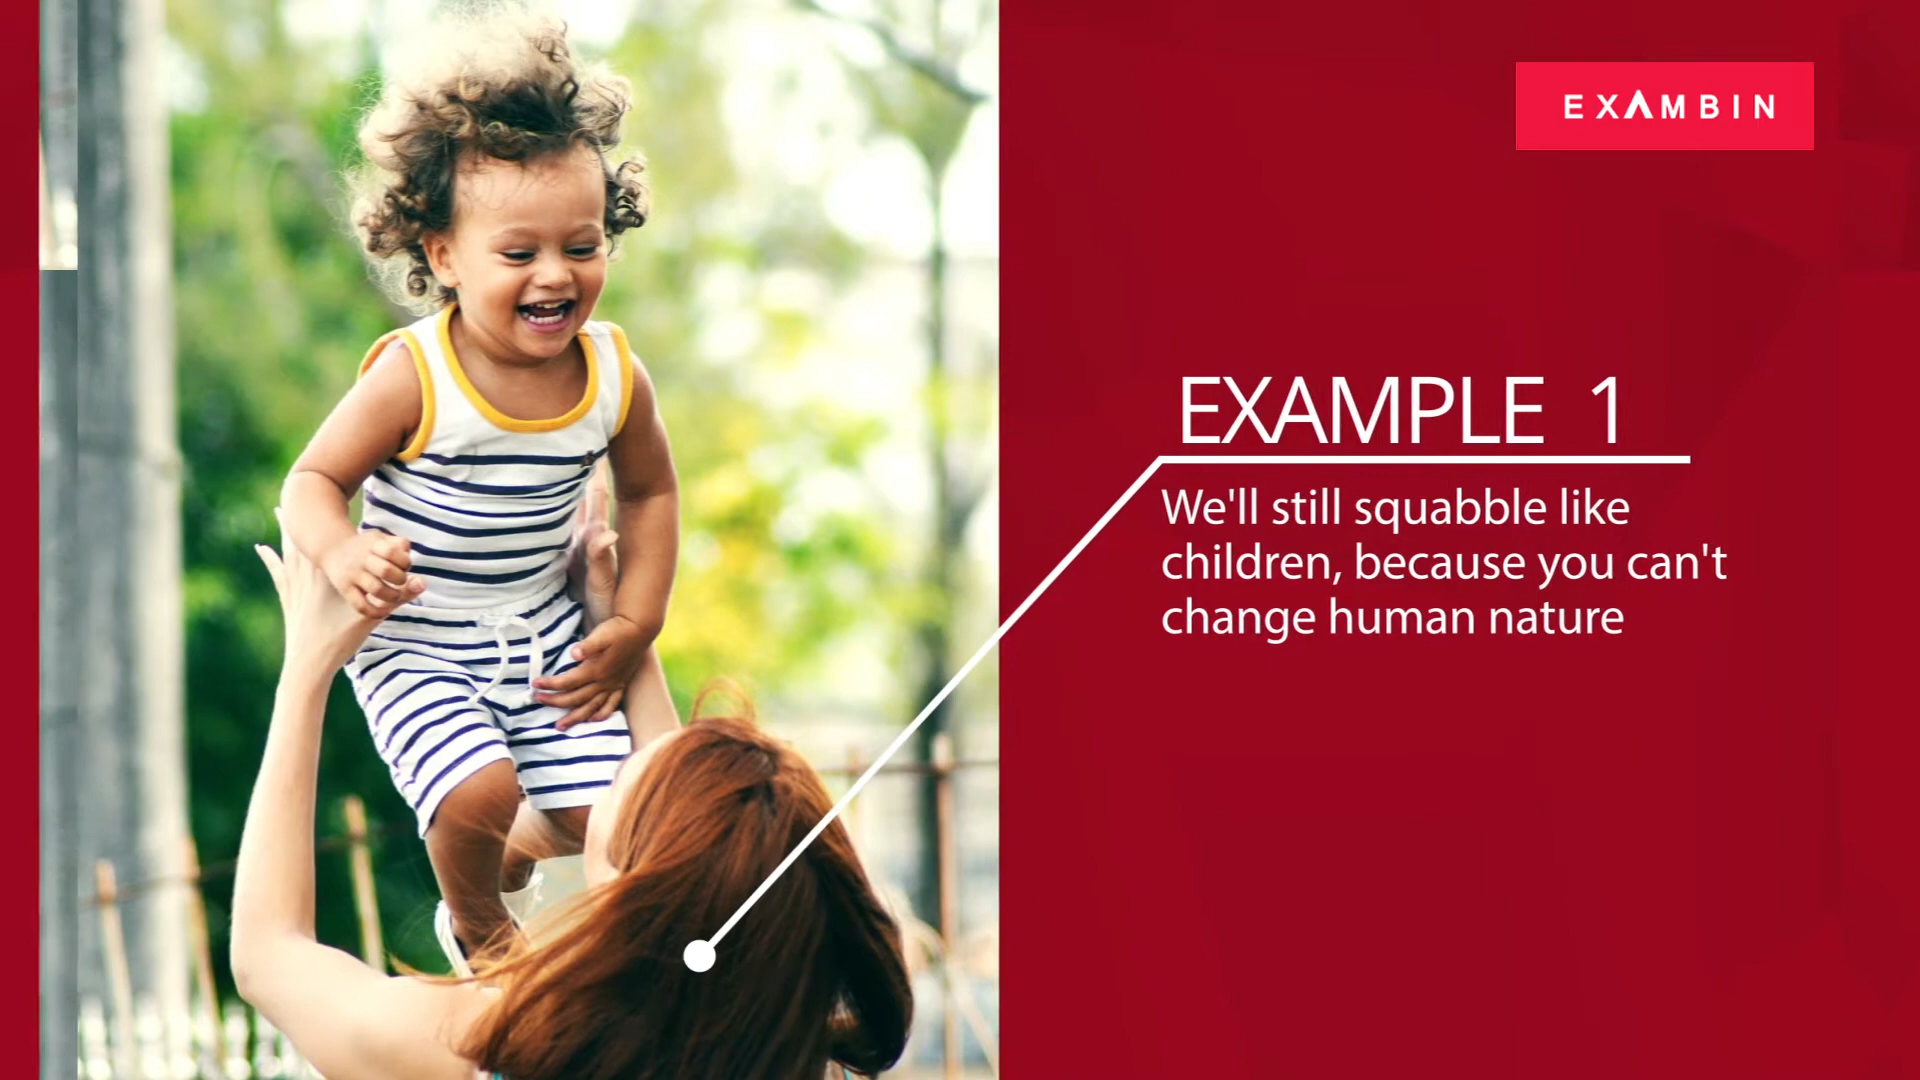 EXAMBIN
EXAMPLE 1
We'll still squabble like
children, because you can't
change human nature